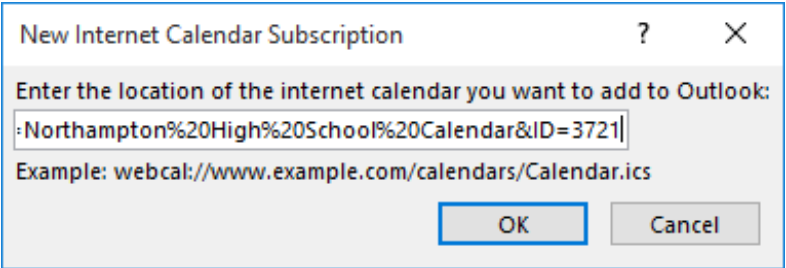 New Internet Calendar Subscription ?
Enter the location of the internet calendar you want to add to Outlook:
=Northampton%20High%20School%20Calendar&ID=3721
Example: webcal://www.example.com/calendars/Calendar.ics
OK Cancel